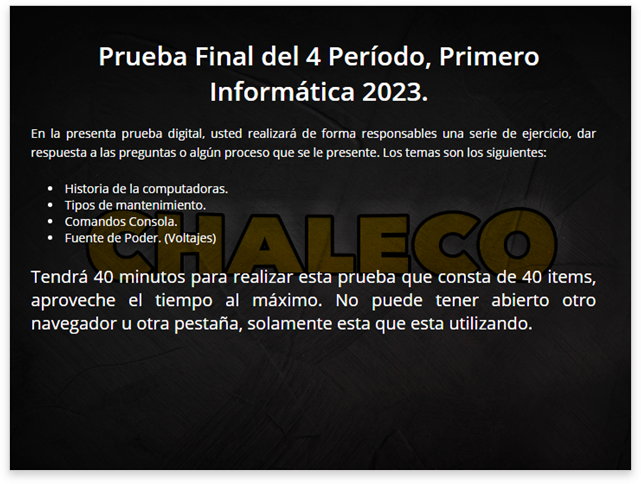 Prueba Final del 4 Período, Primero
Informática 2023.
En la presenta prueba digital, usted realizará de forma responsables una serie de ejercicio, dar
respuesta a las preguntas o algún proceso que se le presente. Los temas son los siguientes:
• Historia de la computadoras.
• Tipos de mantenimiento.
• Comandos Consola.
• Fuente de Poder. (Voltajes)
CHALECO
Tendrá 40 minutos para realizar esta prueba que consta de 40 items,
aproveche el tiempo al máximo. No puede tener abierto otro
navegador u otra pestaña, solamente esta que esta utilizando.